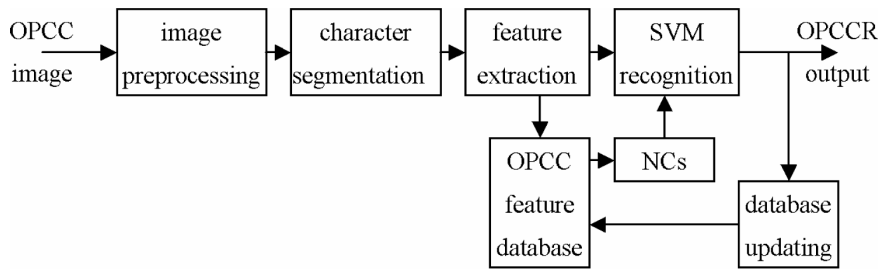 OPCC
image
image
preprocessing
character
segmentation
feature
extraction
SVM
recognition
OPCCR
output
OPCC
feature
database
NCs
database
updating